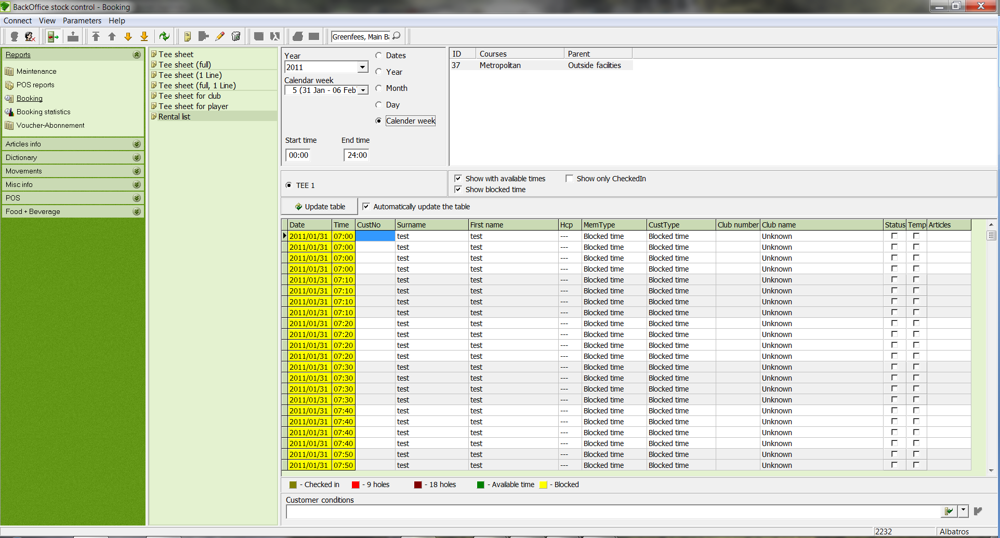 BackOffice stock control - Booking
Connect View Parameters Help
Greenfees, Main Ba
Reports
Maintenance
POS reports
Booking
Booking statistics
Voucher-Abonnement
Articles info
Dictionary
Movements
Misc info
POS
Food + Beverage
Tee sheet
Tee sheet (full)
Tee sheet (1 Line)
Tee sheet (full, 1 Line)
Tee sheet for club
Tee sheet for player
Rental list
Year
2011
Calendar week
5 (31 Jan - 06 Feb
Dates
Year
Month
Day
Calender week
Start time End time
00:00 24:00
ID Courses Parent
37 Metropolitan Outside facilities
TEE 1
Show with available times Show only CheckedIn
Show blocked time
Update table Automatically update the table
Date Time CustNo Surname First name Hcp MemType CustType Club number Club name Status Temp Articles
2011/01/31 07:00 test test --- Blocked time Blocked time Unknown
2011/01/31 07:00 test test --- Blocked time Blocked time Unknown
2011/01/31 07:00 test test --- Blocked time Blocked time Unknown
2011/01/31 07:00 test test --- Blocked time Blocked time Unknown
2011/01/31 07:10 test test --- Blocked time Blocked time Unknown
2011/01/31 07:10 test test --- Blocked time Blocked time Unknown
2011/01/31 07:10 test test --- Blocked time Blocked time Unknown
2011/01/31 07:10 test test --- Blocked time Blocked time Unknown
2011/01/31 07:20 test test --- Blocked time Blocked time Unknown
2011/01/31 07:20 test test --- Blocked time Blocked time Unknown
2011/01/31 07:20 test test --- Blocked time Blocked time Unknown
2011/01/31 07:20 test test --- Blocked time Blocked time Unknown
2011/01/31 07:30 test test --- Blocked time Blocked time Unknown
2011/01/31 07:30 test test --- Blocked time Blocked time Unknown
2011/01/31 07:30 test test --- Blocked time Blocked time Unknown
2011/01/31 07:30 test test --- Blocked time Blocked time Unknown
2011/01/31 07:40 test test --- Blocked time Blocked time Unknown
2011/01/31 07:40 test test --- Blocked time Blocked time Unknown
2011/01/31 07:40 test test --- Blocked time Blocked time Unknown
2011/01/31 07:40 test test --- Blocked time Blocked time Unknown
2011/01/31 07:50 test test --- Blocked time Blocked time Unknown
2011/01/31 07:50 test test --- Blocked time Blocked time Unknown
- Checked in - 9 holes - 18 holes - Available time - Blocked
Customer conditions
2232 Albatros